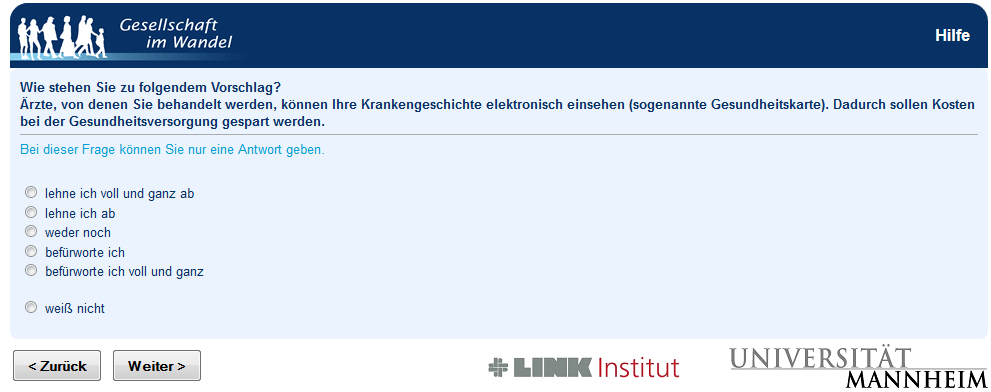 Gesellschaft
im Wandel
Hilfe
Wie stehen Sie zu folgendem Vorschlag?
Ärzte, von denen Sie behandelt werden, können Ihre Krankengeschichte elektronisch einsehen (sogenannte Gesundheitskarte). Dadurch sollen Kosten
bei der Gesundheitsversorgung gespart werden.
Bei dieser Frage können Sie nur eine Antwort geben.
lehne ich voll und ganz ab
lehne ich ab
weder noch
befürworte ich
befürworte ich voll und ganz
weiß nicht
< Zurück
Weiter >
LINK Institut
UNIVERSITÄT
MANNHEIM